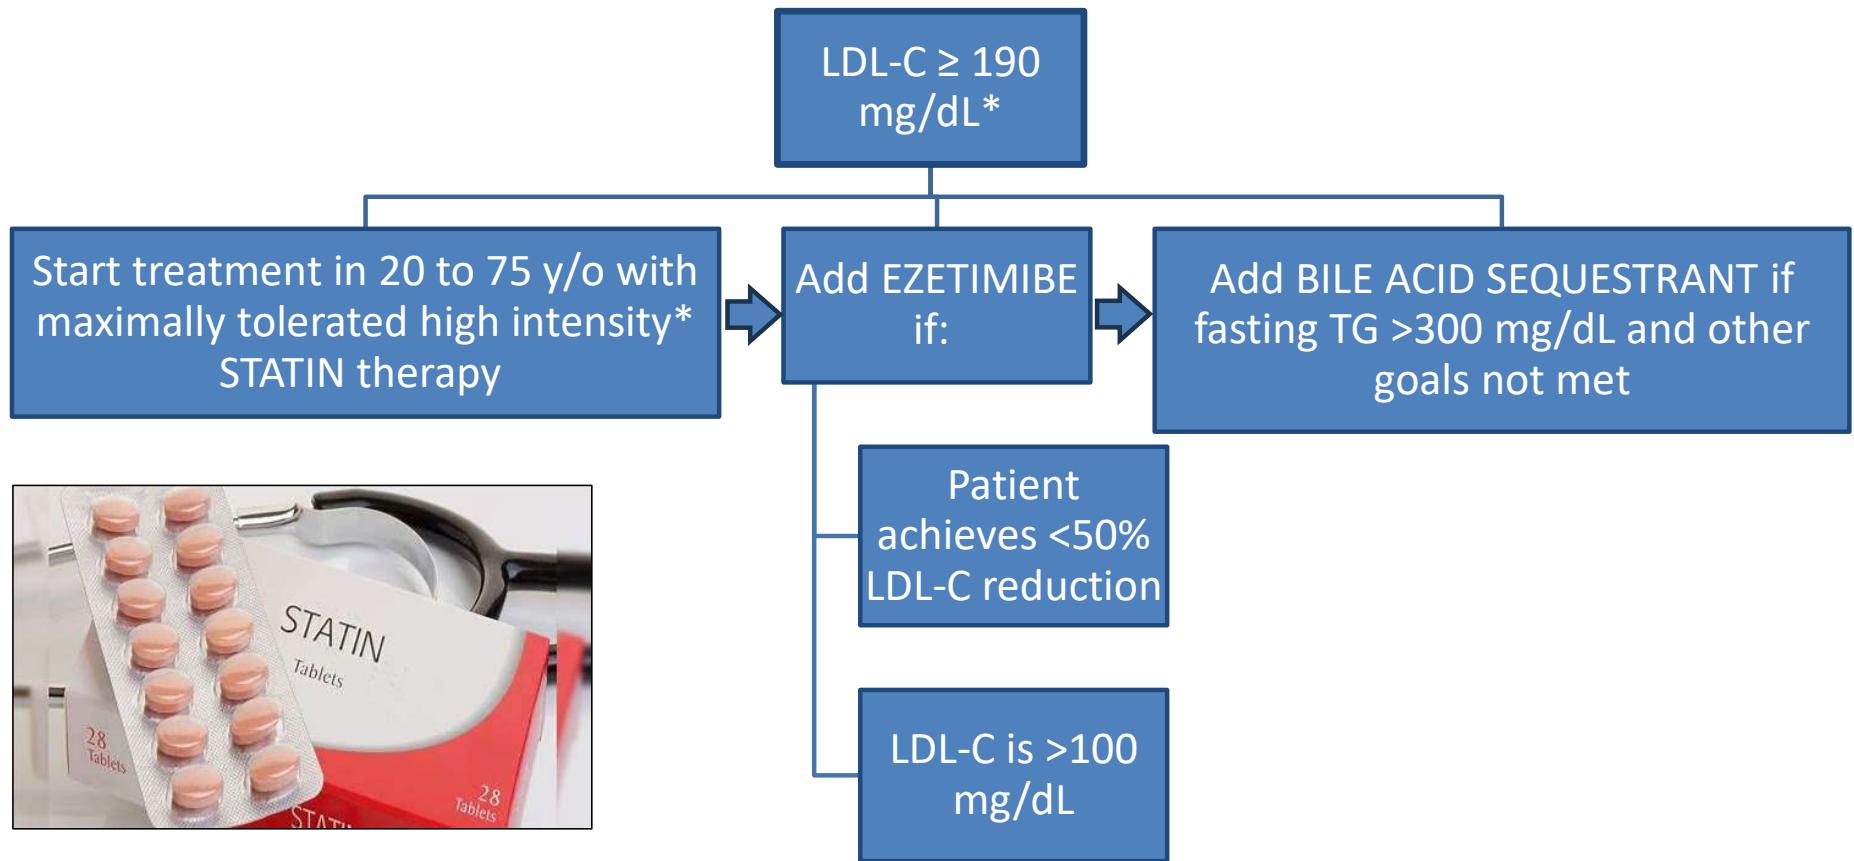 LDL-C ≥ 190
mg/dL*
Start treatment in 20 to 75 y/o with
maximally tolerated high intensity*
STATIN therapy
Add EZETIMIBE
if:
Add BILE ACID SEQUESTRANT if
fasting TG >300 mg/dL and other
goals not met
Patient
achieves <50%
LDL-C reduction
LDL-C is >100
mg/dL
STATIN
Tablets
28
Tablets
28
Tablets